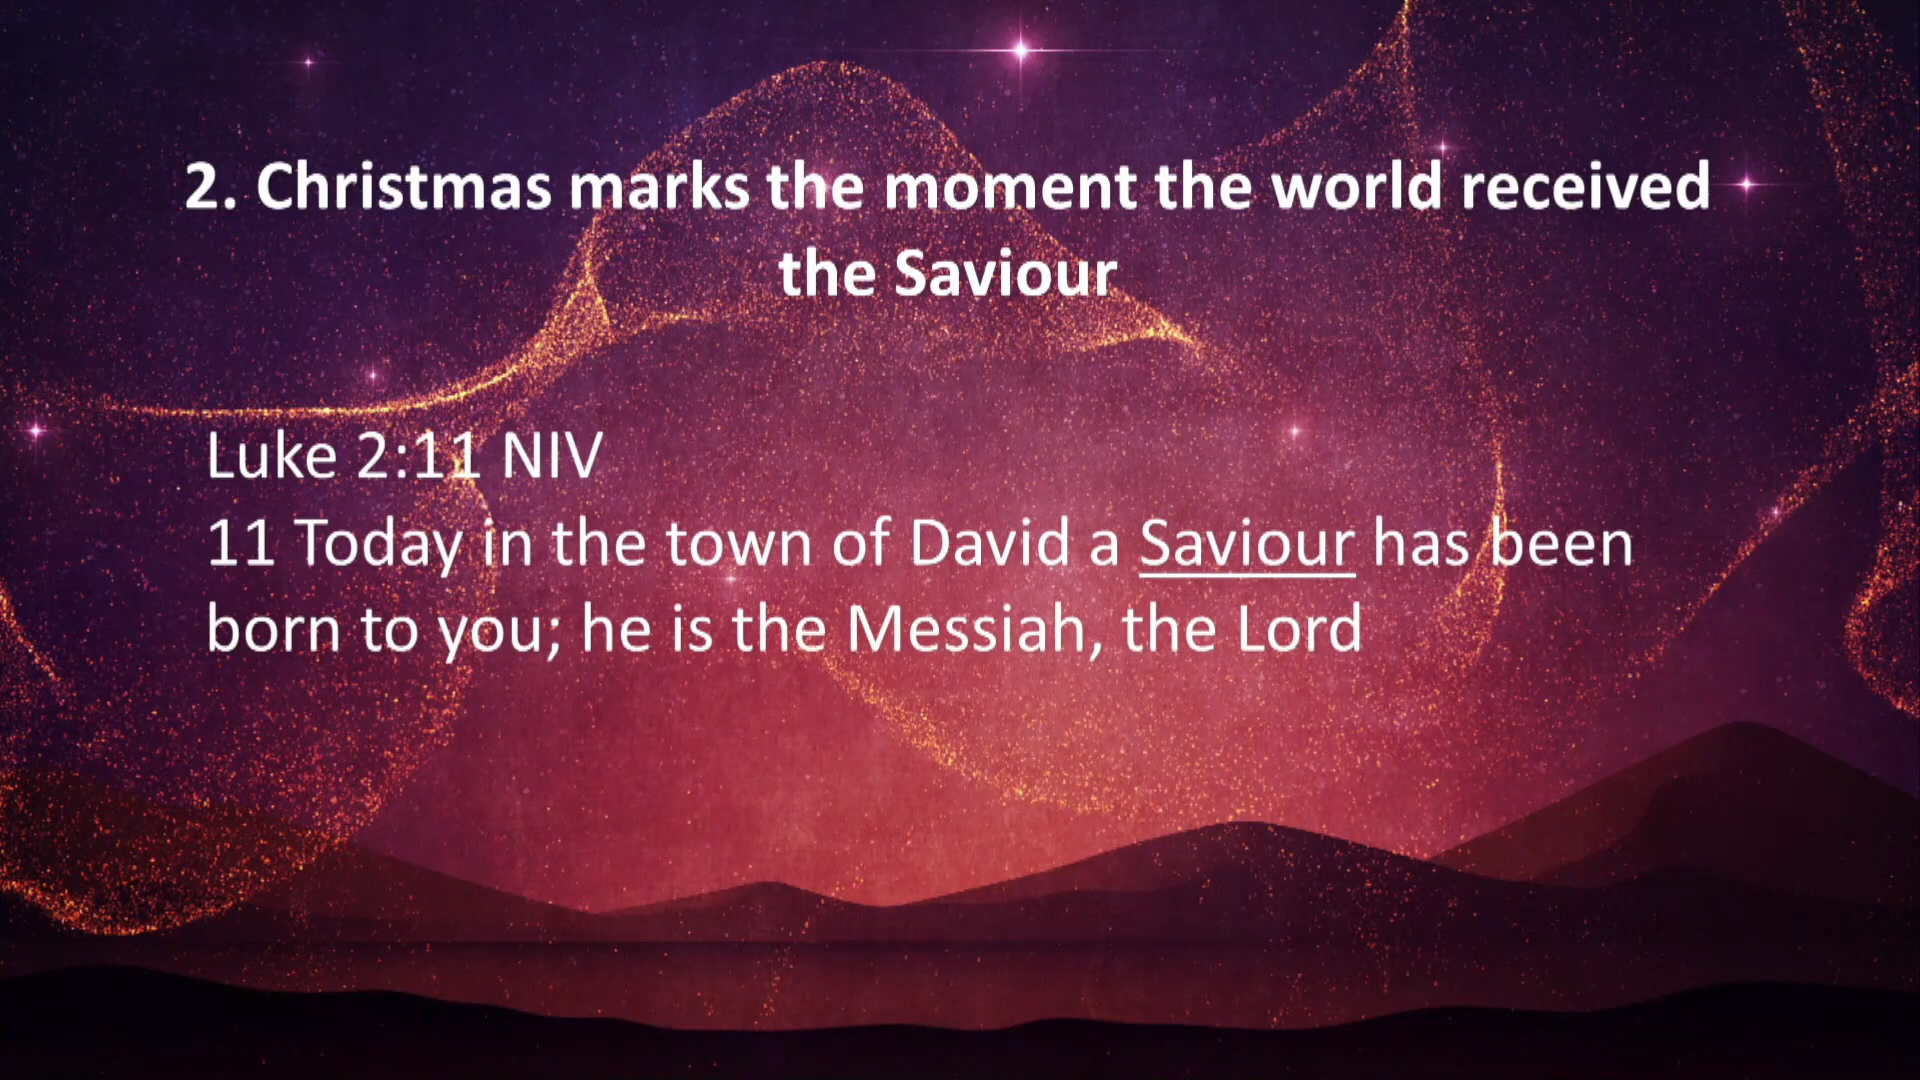 2. Christmas marks the moment the world received
the Saviour
Luke 2:11 NIV
11 Today in the town of David a Saviour has been
born to you; he is the Messiah, the Lord